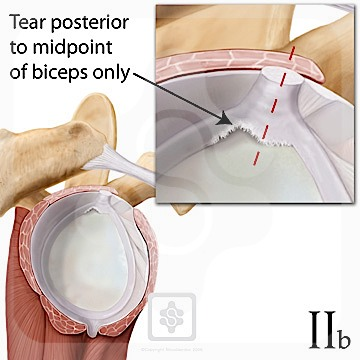 Tear posterior
to midpoint
of biceps only
IIb